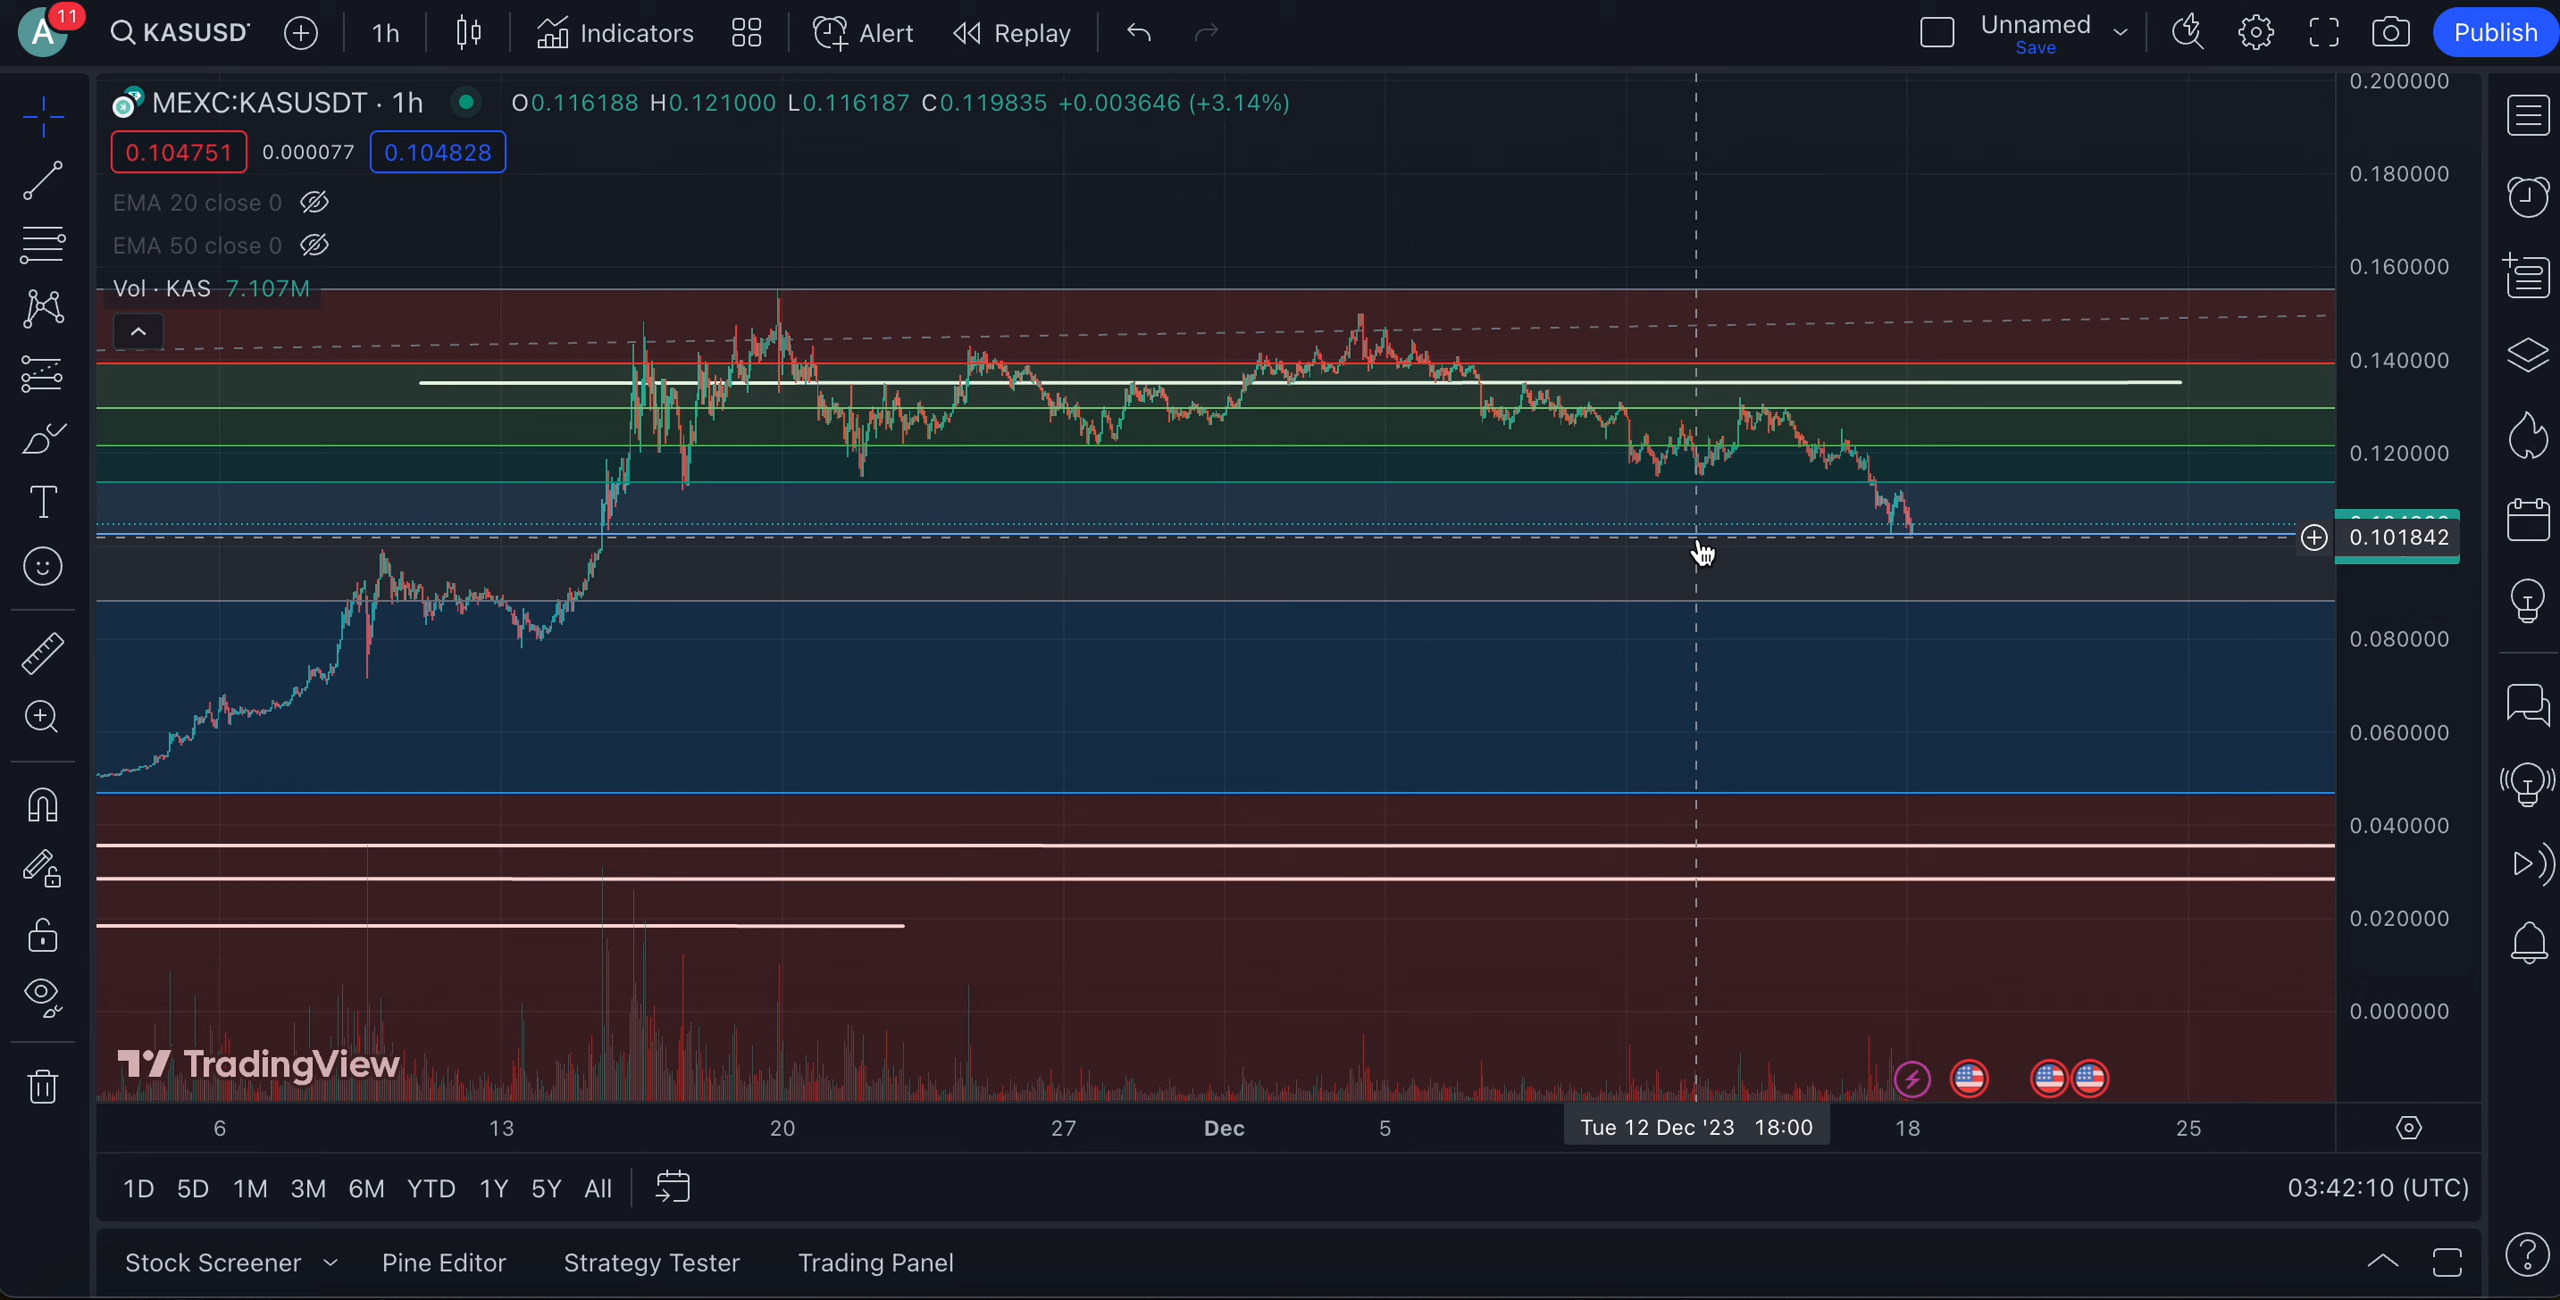 A 11 KASUSDT 1h Indicators Alert Replay Unnamed Save Publish
MEXC:KASUSDT · 1h O0.116188 H0.121000 L0.116187 C0.119835 +0.003646 (+3.14%)
0.104751 0.000077 0.104828
EMA 20 close 0
EMA 50 close 0
Vol · KAS 7.107M
0.200000
0.180000
0.160000
0.140000
0.120000
0.101842
0.080000
0.060000
0.040000
0.020000
0.000000
TradingView
6 13 20 27 Dec 5 Tue 12 Dec '23 18:00 18 25
1D 5D 1M 3M 6M YTD 1Y 5Y All 03:42:10 (UTC)
Stock Screener Pine Editor Strategy Tester Trading Panel